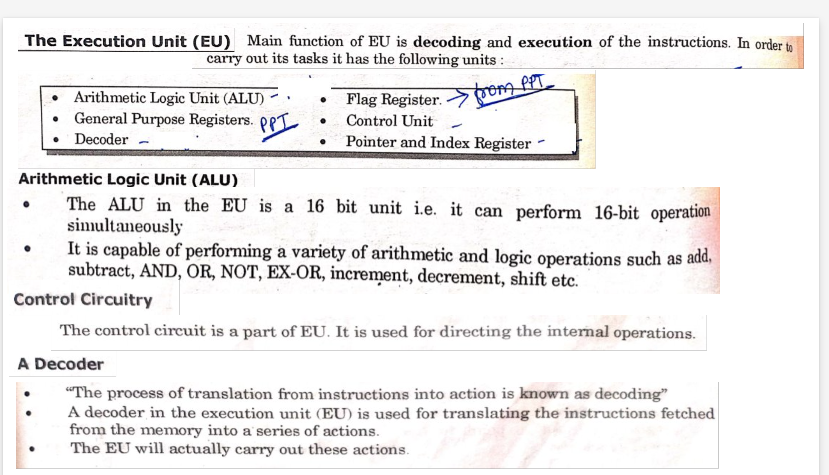 The Execution Unit (EU) Main function of EU is decoding and execution of the instructions. In order to
carry out its tasks it has the following units :
• Arithmetic Logic Unit (ALU) -
• General Purpose Registers. PPT
• Decoder -
• Flag Register. → from PPT
• Control Unit -
• Pointer and Index Register -
Arithmetic Logic Unit (ALU)
• The ALU in the EU is a 16 bit unit i.e. it can perform 16-bit operation
simultaneously
• It is capable of performing a variety of arithmetic and logic operations such as add,
subtract, AND, OR, NOT, EX-OR, increment, decrement, shift etc.
Control Circuitry
The control circuit is a part of EU. It is used for directing the internal operations.
A Decoder
• “The process of translation from instructions into action is known as decoding”
• A decoder in the execution unit (EU) is used for translating the instructions fetched
from the memory into a series of actions.
• The EU will actually carry out these actions.